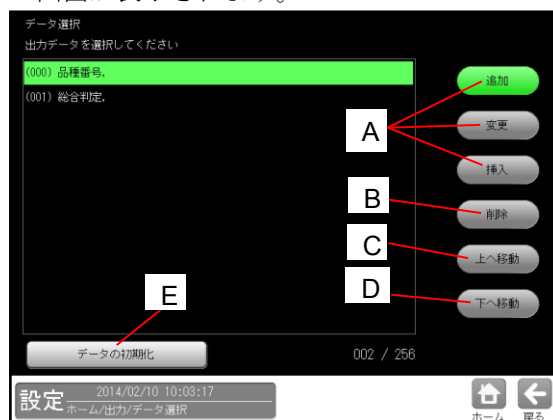 データ選択
出力データを選択してください
(000) 品種番号,
(001) 総合判定,
追加
変更
挿入
削除
上へ移動
下へ移動
A
B
C
D
E
データの初期化
002 / 256
設定
2014/02/10 10:03:17
ホーム/出力/データ選択
ホーム
戻る